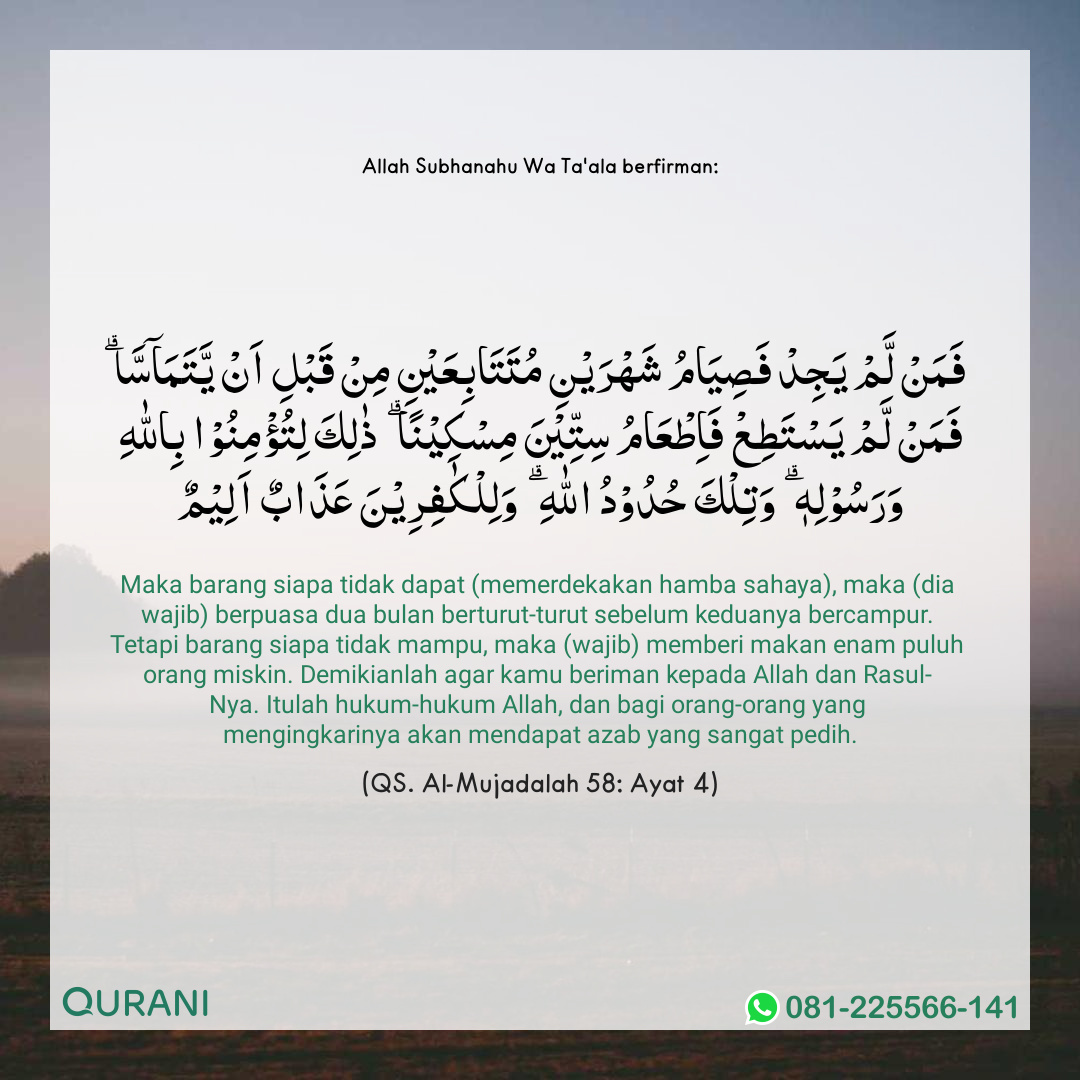 Allah Subhanahu Wa Ta'ala berfirman:
فَمَنْ لَّمْ يَجِدْ فَصِيَامُ شَهْرَيْنِ مُتَتَابِعَيْنِ مِنْ قَبْلِ اَنْ يَّتَمَآسَّاۗ
فَمَنْ لَّمْ يَسْتَطِعْ فَاِطْعَامُ سِتِّيْنَ مِسْكِيْنًاۗ ذٰلِكَ لِتُؤْمِنُوْا بِاللّٰهِ
وَرَسُوْلِهٖۗ وَتِلْكَ حُدُوْدُ اللّٰهِۗ وَلِلْكٰفِرِيْنَ عَذَابٌ اَلِيْمٌ
Maka barang siapa tidak dapat (memerdekakan hamba sahaya), maka (dia
wajib) berpuasa dua bulan berturut-turut sebelum keduanya bercampur.
Tetapi barang siapa tidak mampu, maka (wajib) memberi makan enam puluh
orang miskin. Demikianlah agar kamu beriman kepada Allah dan Rasul-
Nya. Itulah hukum-hukum Allah, dan bagi orang-orang yang
mengingkarinya akan mendapat azab yang sangat pedih.
(QS. Al-Mujadalah 58: Ayat 4)
QURANI
081-225566-141